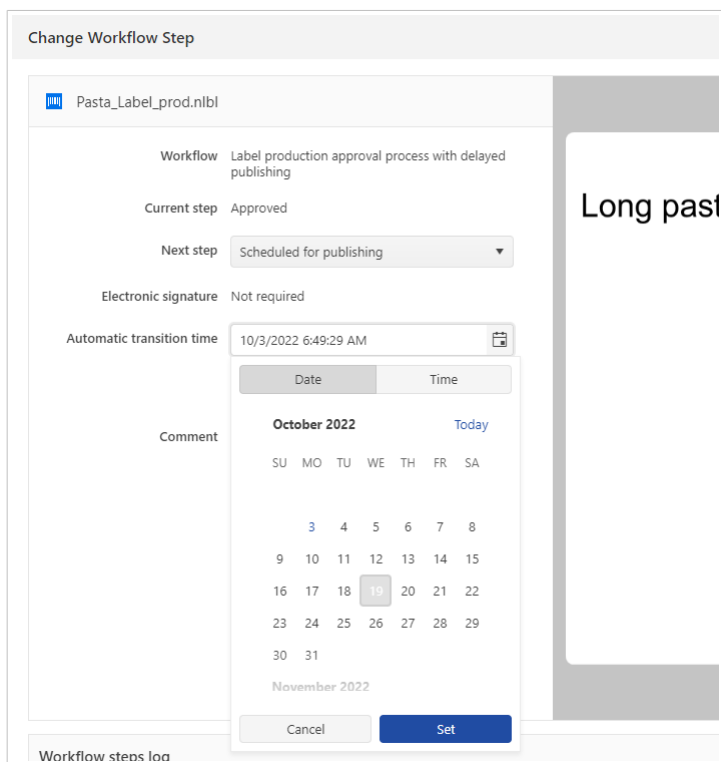 Change Workflow Step
Pasta_Label_prod.nlbl
Workflow Label production approval process with delayed
publishing
Current step Approved
Next step Scheduled for publishing
Electronic signature Not required
Automatic transition time 10/3/2022 6:49:29 AM
Date Time
October 2022 Today
Comment
SU MO TU WE TH FR SA
3 4 5 6 7 8
9 10 11 12 13 14 15
16 17 18 19 20 21 22
23 24 25 26 27 28 29
30 31
November 2022
Cancel Set
Workflow steps log
Long past